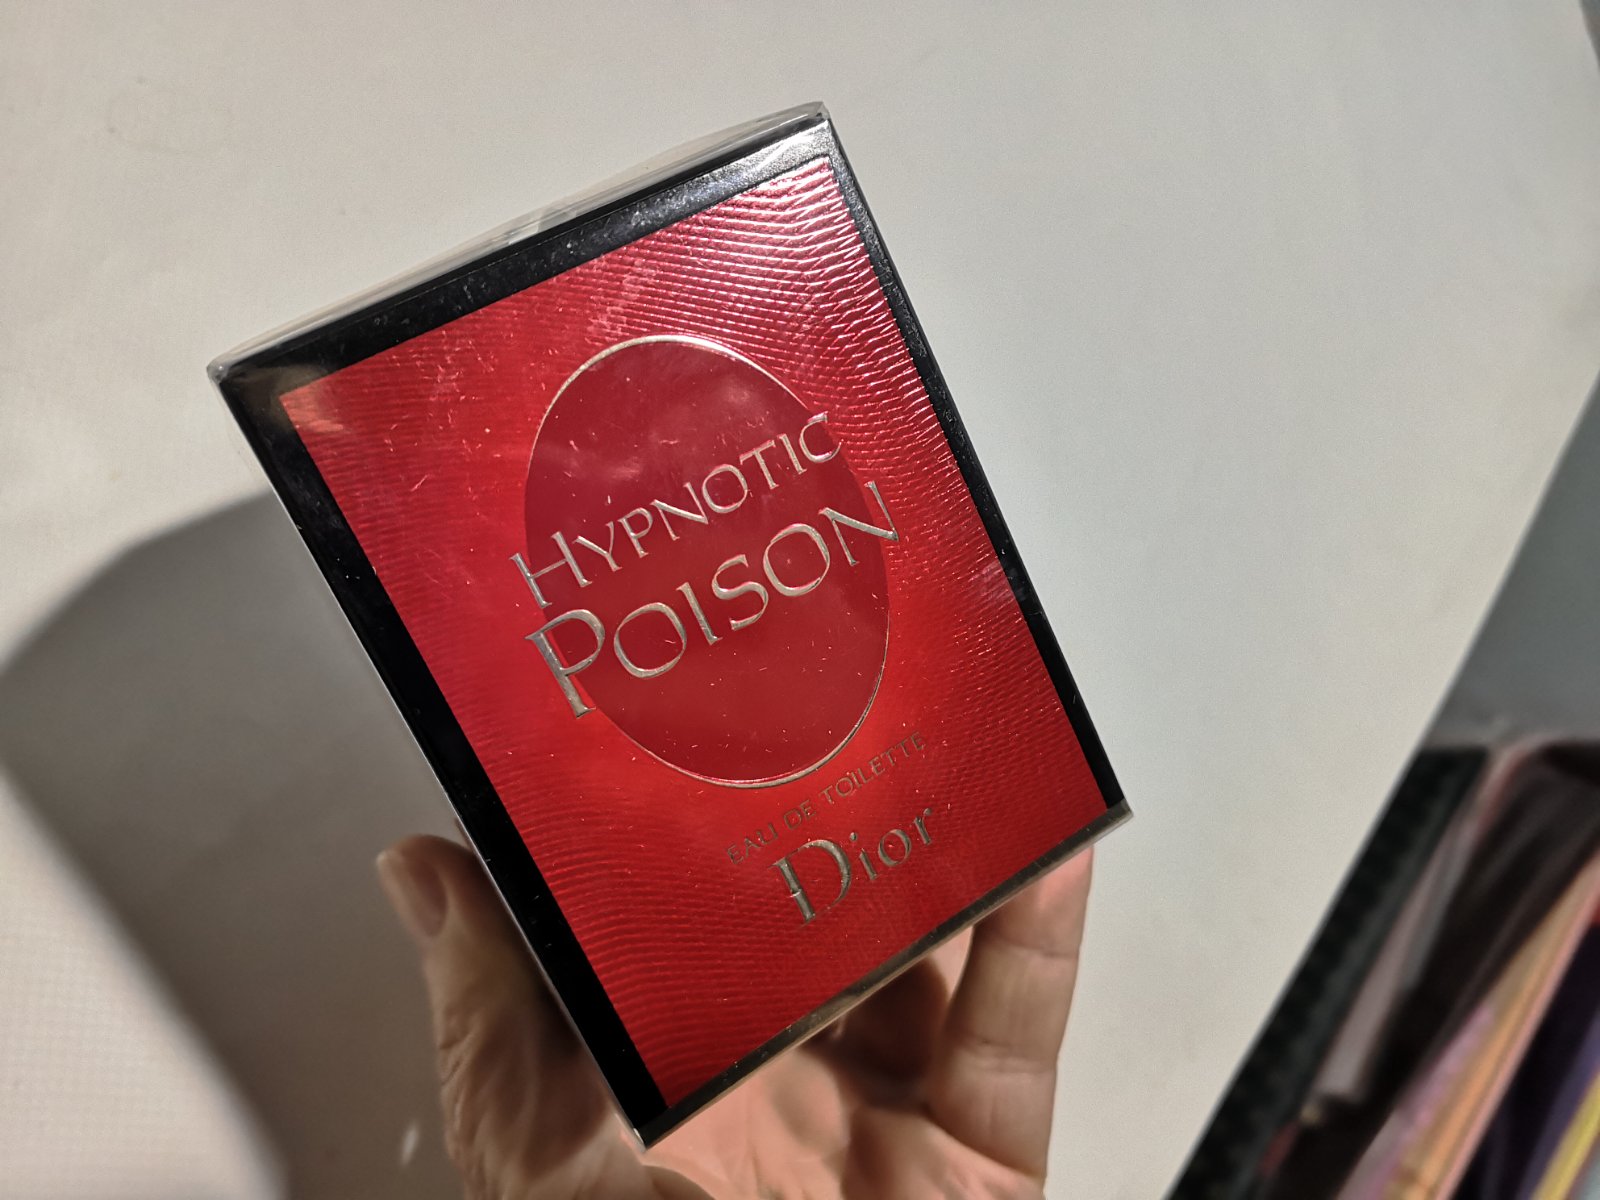 HYPNOTIC
POISON
EAU DE TOILETTE
Dior